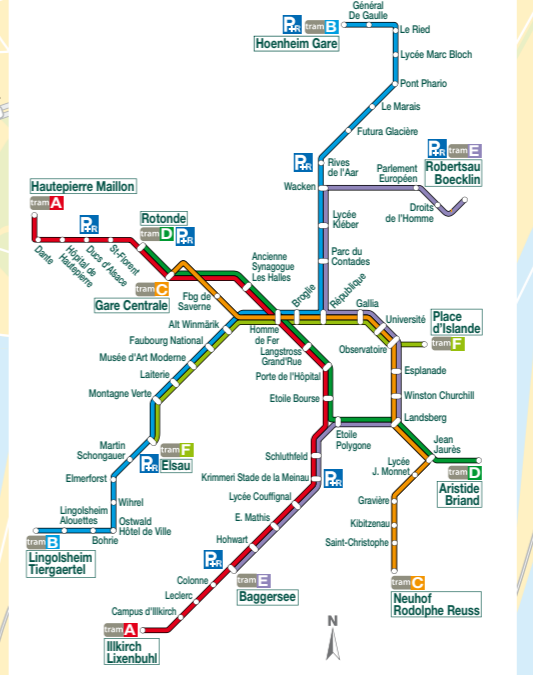 Général
De Gaulle
P+R tram B
Hoenheim Gare
Le Ried
Lycée Marc Bloch
Pont Phario
Le Marais
Futura Glacière
P+R
Rives
de l'Aar
Wacken
Parlement
Européen
Droits
de l'Homme
P+R tram E
Robertsau
Boecklin
Lycée
Kléber
Parc du
Contades
Hautepierre Maillon
tram A
P+R
Dante
Hôpital de
Hautepierre
Ducs d'Alsace
St-Florent
Rotonde
tram D P+R
tram C
Gare Centrale
Ancienne
Synagogue
Les Halles
Fbg de
Saverne
Broglie
République
Gallia
Université
Place
d'Islande
tram F
Observatoire
Alt Winmärik
Faubourg National
Musée d'Art Moderne
Laiterie
Montagne Verte
Homme
de Fer
Langstross
Grand'Rue
Porte de l'Hôpital
Etoile Bourse
Esplanade
Winston Churchill
Landsberg
Etoile
Polygone
Jean
Jaurès
tram D
Aristide
Briand
Lycée
J. Monnet
Gravière
Kibitzenau
Saint-Christophe
tram C
Neuhof
Rodolphe Reuss
Martin
Schongauer
tram F
P+R Elsau
Elmerforst
Wihrel
Lingolsheim
Alouettes
Ostwald
Hôtel de Ville
Bohrie
tram B
Lingolsheim
Tiergaertel
Schluthfeld
Krimmeri Stade de la Meinau
P+R
Lycée Couffignal
E. Mathis
Hohwart
P+R
tram E
Baggersee
Colonne
Leclerc
Campus d'Illkirch
tram A
Illkirch
Lixenbuhl
N